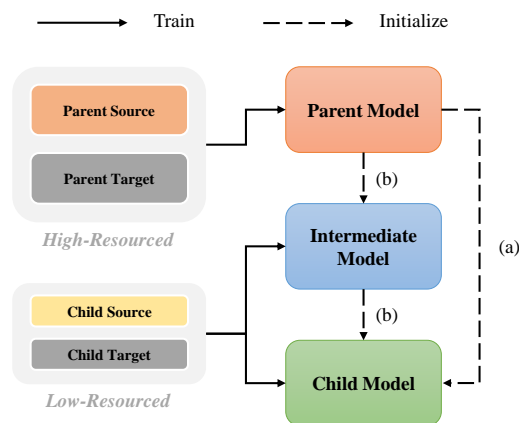 Train
Initialize
Parent Source
Parent Target
High-Resourced
Parent Model
(b)
(a)
Intermediate
Model
Child Source
Child Target
Low-Resourced
(b)
Child Model